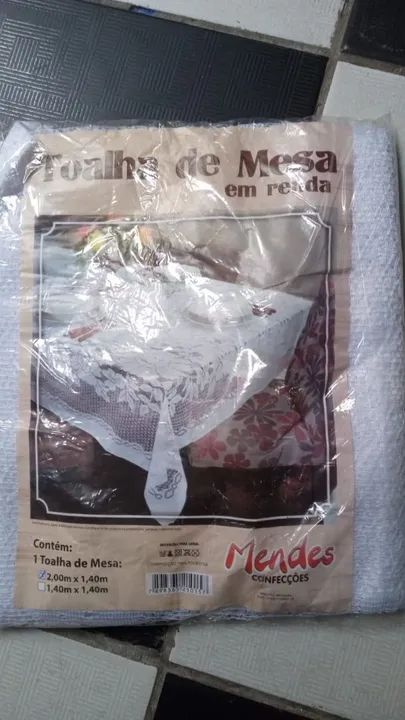 Toalha de Mesa
em renda
Contém:
1 Toalha de Mesa:
2,00m x 1,40m
1,40m x 1,40m
Mendes
CONFECÇÕES